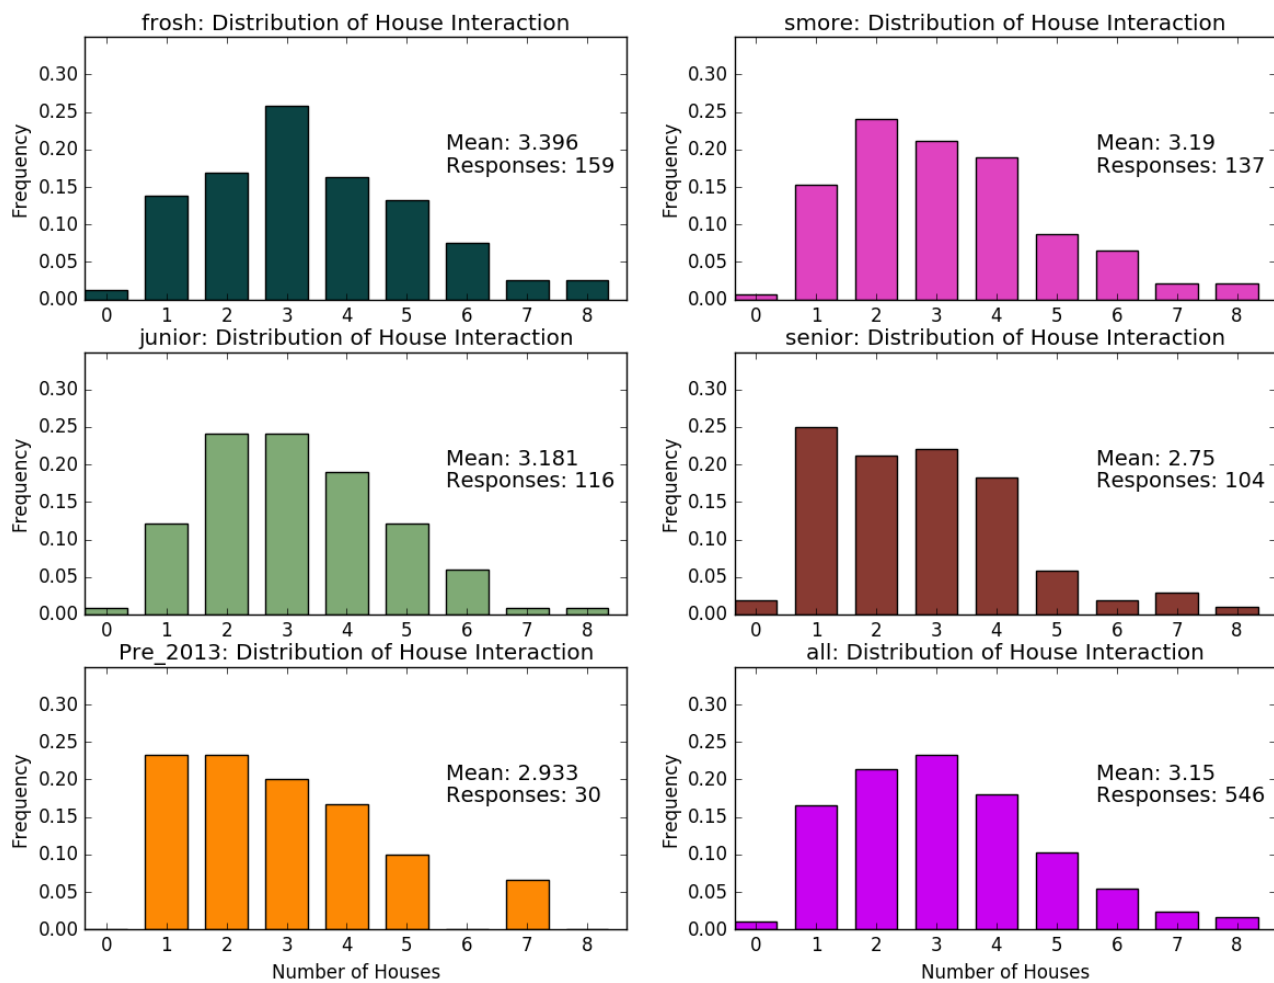 frosh: Distribution of House Interaction
Frequency
0.30
0.25
0.20
0.15
0.10
0.05
0.00
Mean: 3.396
Responses: 159
0 1 2 3 4 5 6 7 8
smore: Distribution of House Interaction
Frequency
0.30
0.25
0.20
0.15
0.10
0.05
0.00
Mean: 3.19
Responses: 137
0 1 2 3 4 5 6 7 8
junior: Distribution of House Interaction
Frequency
0.30
0.25
0.20
0.15
0.10
0.05
0.00
Mean: 3.181
Responses: 116
0 1 2 3 4 5 6 7 8
senior: Distribution of House Interaction
Frequency
0.30
0.25
0.20
0.15
0.10
0.05
0.00
Mean: 2.75
Responses: 104
0 1 2 3 4 5 6 7 8
Pre_2013: Distribution of House Interaction
Frequency
0.30
0.25
0.20
0.15
0.10
0.05
0.00
Mean: 2.933
Responses: 30
0 1 2 3 4 5 6 7 8
Number of Houses
all: Distribution of House Interaction
Frequency
0.30
0.25
0.20
0.15
0.10
0.05
0.00
Mean: 3.15
Responses: 546
0 1 2 3 4 5 6 7 8
Number of Houses